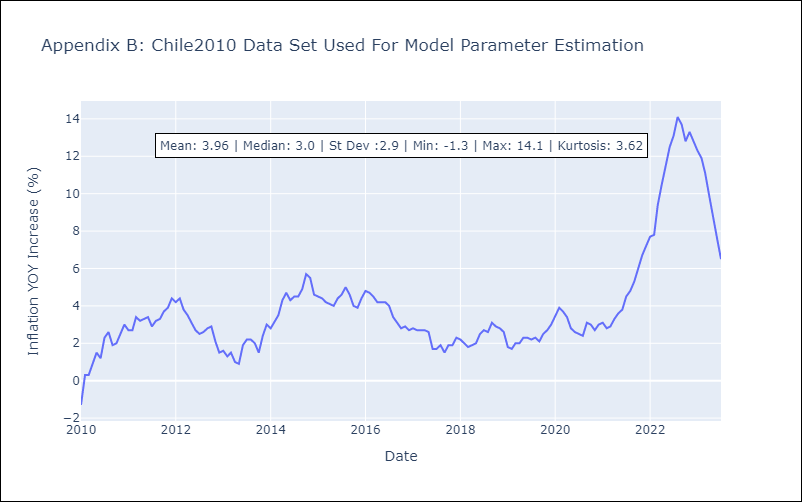 Appendix B: Chile2010 Data Set Used For Model Parameter Estimation
14
Mean: 3.96 | Median: 3.0 | St Dev :2.9 | Min: -1.3 | Max: 14.1 | Kurtosis: 3.62
12
10
8
6
4
2
0
−2
Inflation YOY Increase (%)
2010 2012 2014 2016 2018 2020 2022
Date